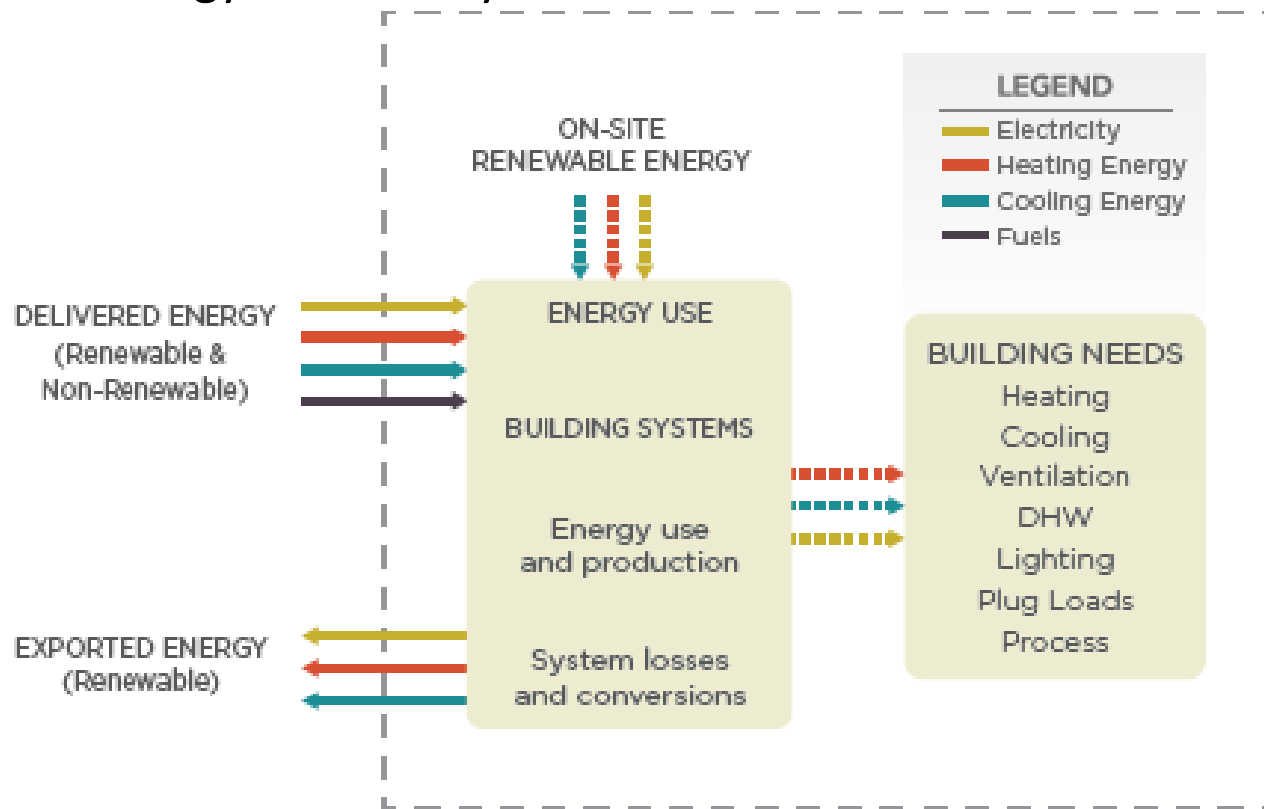 ON-SITE
RENEWABLE ENERGY
LEGEND
Electricity
Heating Energy
Cooling Energy
Fuels
DELIVERED ENERGY
(Renewable &
Non-Renewable)
ENERGY USE
BUILDING SYSTEMS
Energy use
and production
System losses
and conversions
BUILDING NEEDS
Heating
Cooling
Ventilation
DHW
Lighting
Plug Loads
Process
EXPORTED ENERGY
(Renewable)